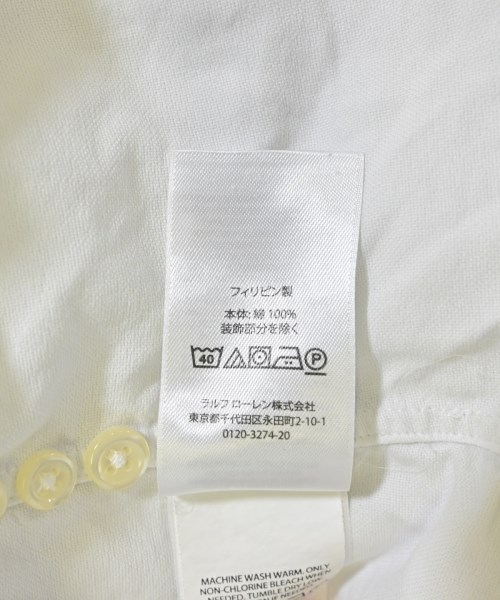 フィリピン製
本体: 綿 100%
装飾部分を除く
40 P
ラルフ ローレン株式会社
東京都千代田区永田町2-10-1
0120-3274-20
MACHINE WASH WARM. ONLY
NON-CHLORINE BLEACH WHEN
NEEDED. TUMBLE DRY LOW